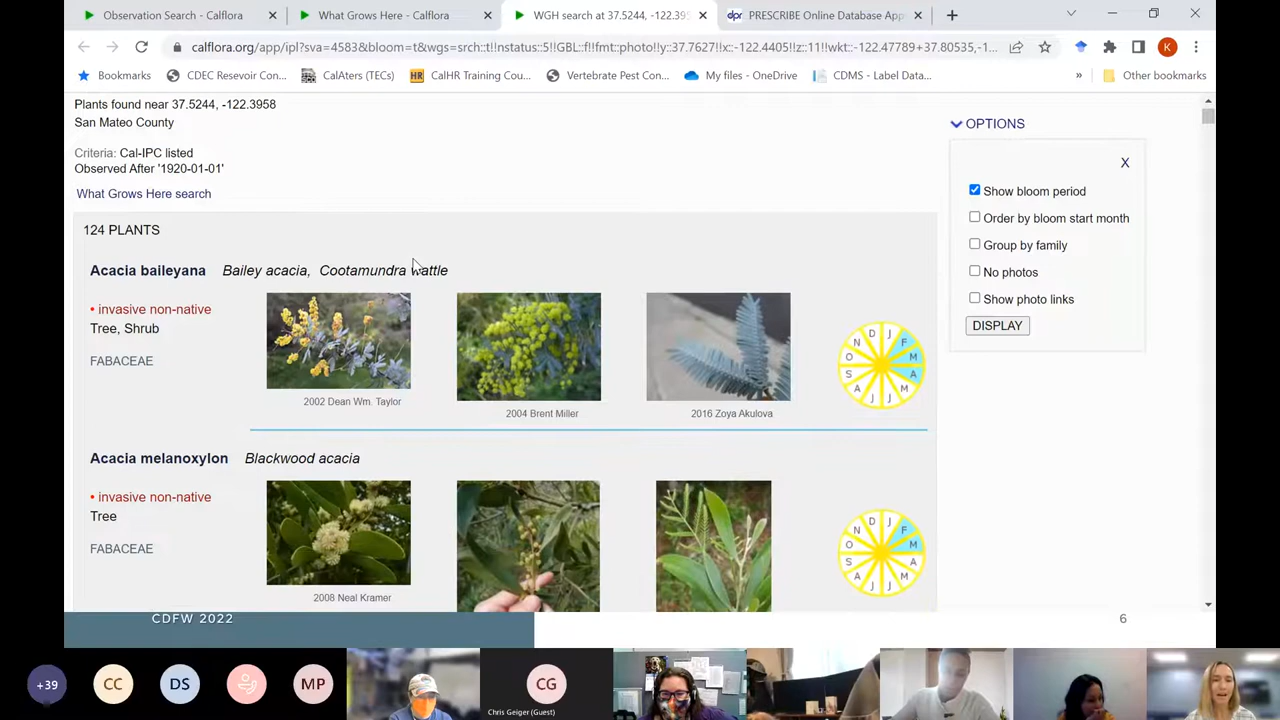 Observation Search - Calflora
What Grows Here - Calflora
WGH search at 37.5244, -122.395
PRESCRIBE Online Database App
calflora.org/app/ipl?sva=4583&bloom=t&wgs=srch::t!!nstatus::5!!GBL::f!!fmt::photo!!y::37.7627!!x::-122.4405!!z::11!!wkt::-122.47789+37.80535,-1...
K
Bookmarks
CDEC Resevoir Con...
CalATers (TECs)
HR
CalHR Training Cou...
Vertebrate Pest Con...
My files - OneDrive
CDMS - Label Data...
»
Other bookmarks
Plants found near 37.5244, -122.3958
San Mateo County
Criteria: Cal-IPC listed
Observed After '1920-01-01'
What Grows Here search
OPTIONS
X
Show bloom period
Order by bloom start month
Group by family
No photos
Show photo links
DISPLAY
124 PLANTS
Acacia baileyana Bailey acacia, Cootamundra wattle
• invasive non-native
Tree, Shrub
FABACEAE
2002 Dean Wm. Taylor
2004 Brent Miller
2016 Zoya Akulova
J F M A M J J A S O N D
Acacia melanoxylon Blackwood acacia
• invasive non-native
Tree
FABACEAE
2008 Neal Kramer
J F M A M J J A S O N D
CDFW 2022
6
+39
CC
DS
MP
CG
Chris Geiger (Guest)